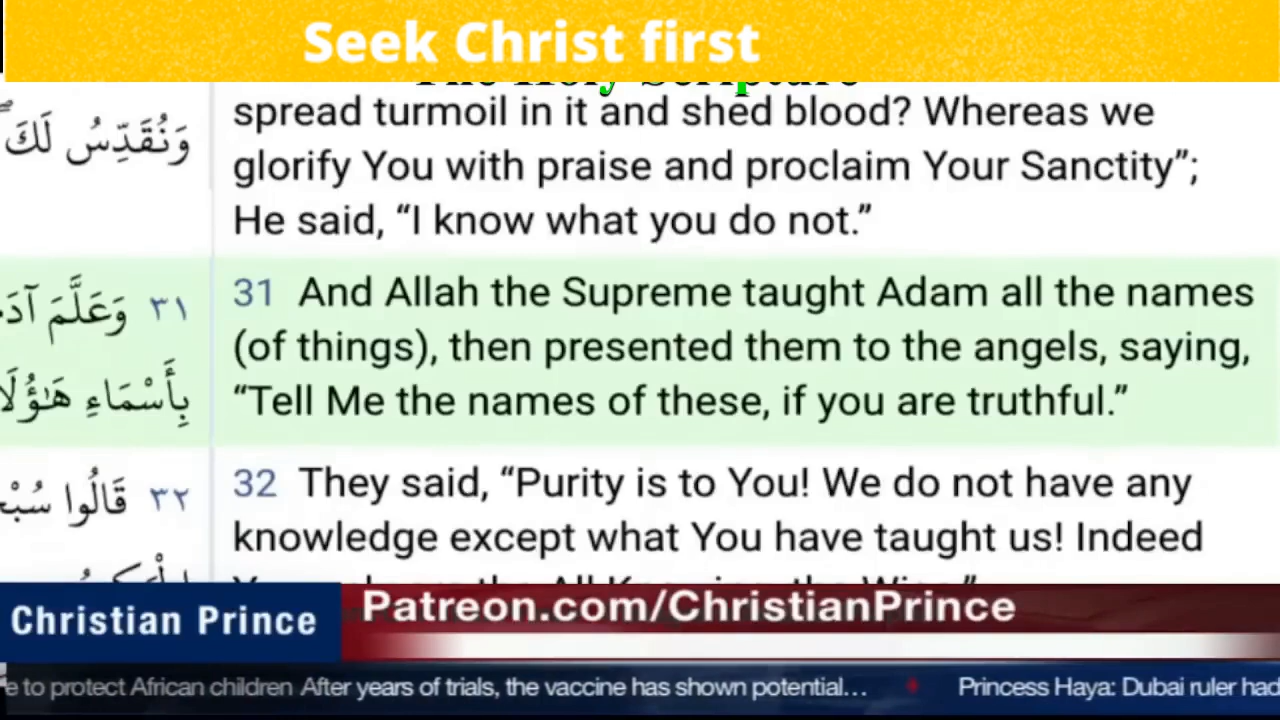 Seek Christ first
The Holy Scripture
وَنُقَدِّسُ لَكَ
spread turmoil in it and shed blood? Whereas we
glorify You with praise and proclaim Your Sanctity”;
He said, “I know what you do not.”
٣١ وَعَلَّمَ
بِأَسْمَاءِ
31 And Allah the Supreme taught Adam all the names
(of things), then presented them to the angels, saying,
“Tell Me the names of these, if you are truthful.”
٣٢ قَالُوا
32 They said, “Purity is to You! We do not have any
knowledge except what You have taught us! Indeed
Christian Prince
Patreon.com/ChristianPrince
e to protect African children After years of trials, the vaccine has shown potential... Princess Haya: Dubai ruler had